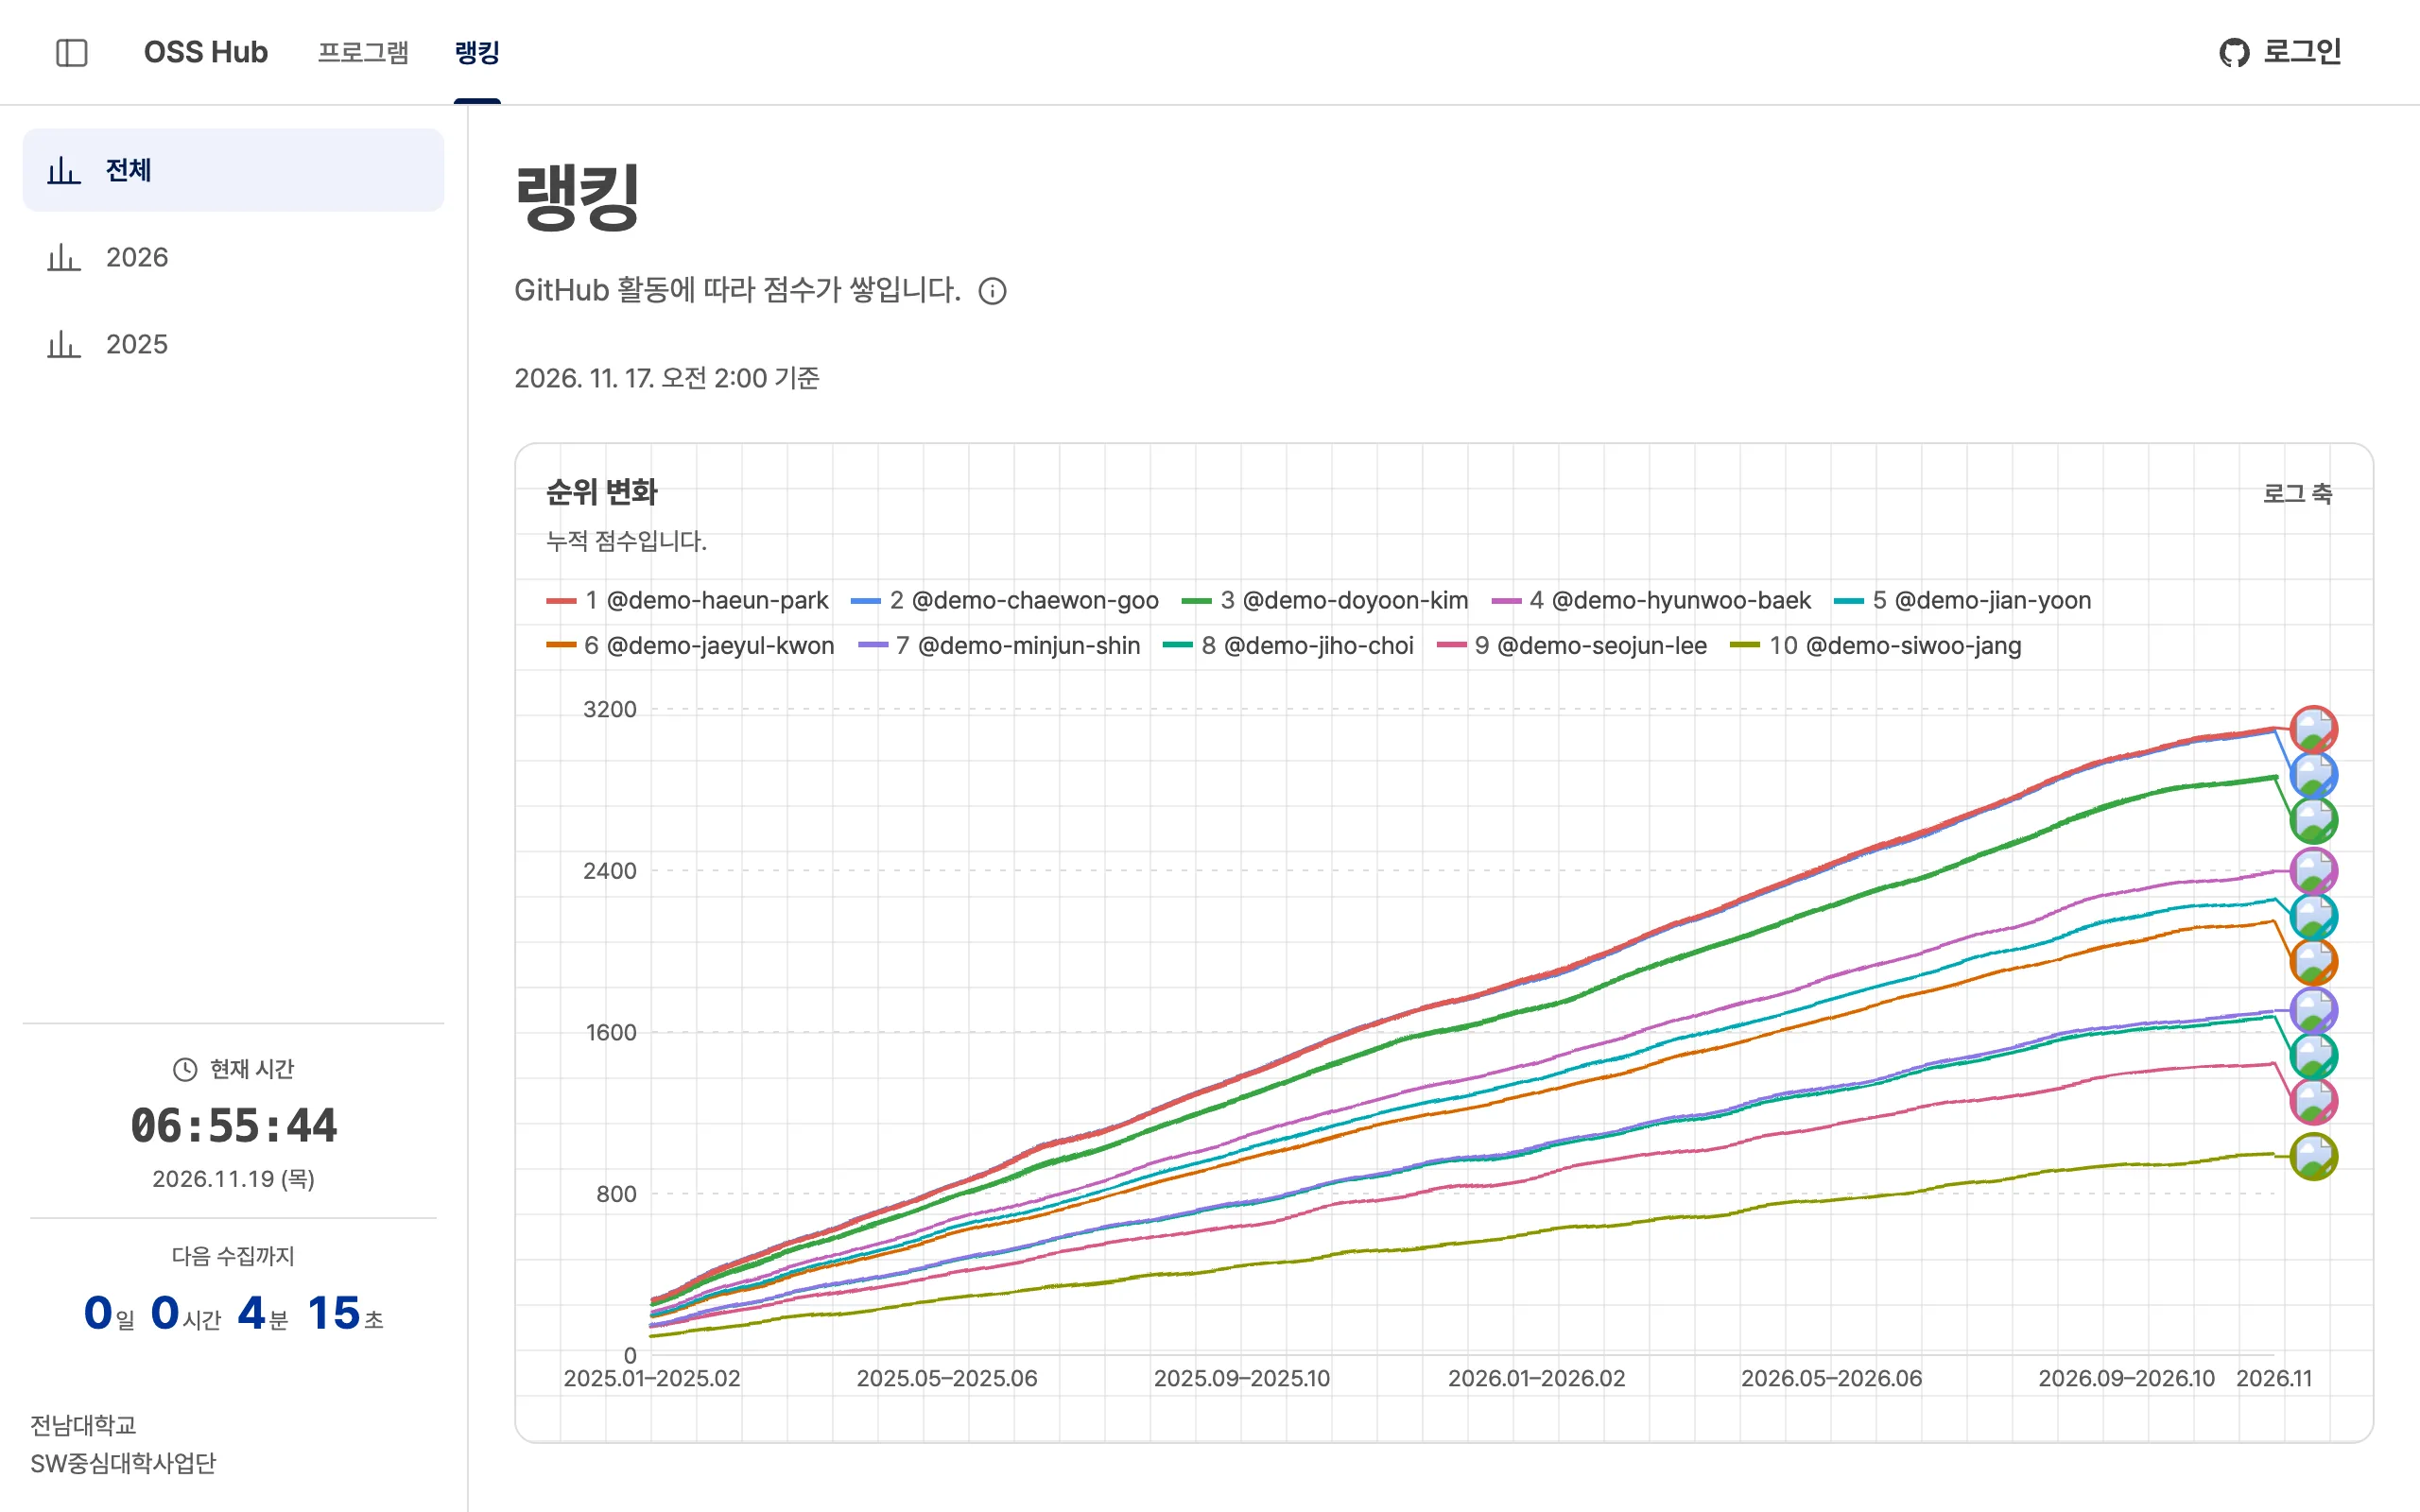 OSS Hub 프로그램 랭킹 로그인
전체
2026
2025
현재 시간
06:55:44
2026.11.19 (목)
다음 수집까지
0일 0시간 4분 15초
전남대학교
SW중심대학사업단
랭킹
GitHub 활동에 따라 점수가 쌓입니다.
2026. 11. 17. 오전 2:00 기준
순위 변화 로그 축
누적 점수입니다.
1 @demo-haeun-park 2 @demo-chaewon-goo 3 @demo-doyoon-kim 4 @demo-hyunwoo-baek 5 @demo-jian-yoon
6 @demo-jaeyul-kwon 7 @demo-minjun-shin 8 @demo-jiho-choi 9 @demo-seojun-lee 10 @demo-siwoo-jang
3200
2400
1600
800
0
2025.01–2025.02 2025.05–2025.06 2025.09–2025.10 2026.01–2026.02 2026.05–2026.06 2026.09–2026.10 2026.11